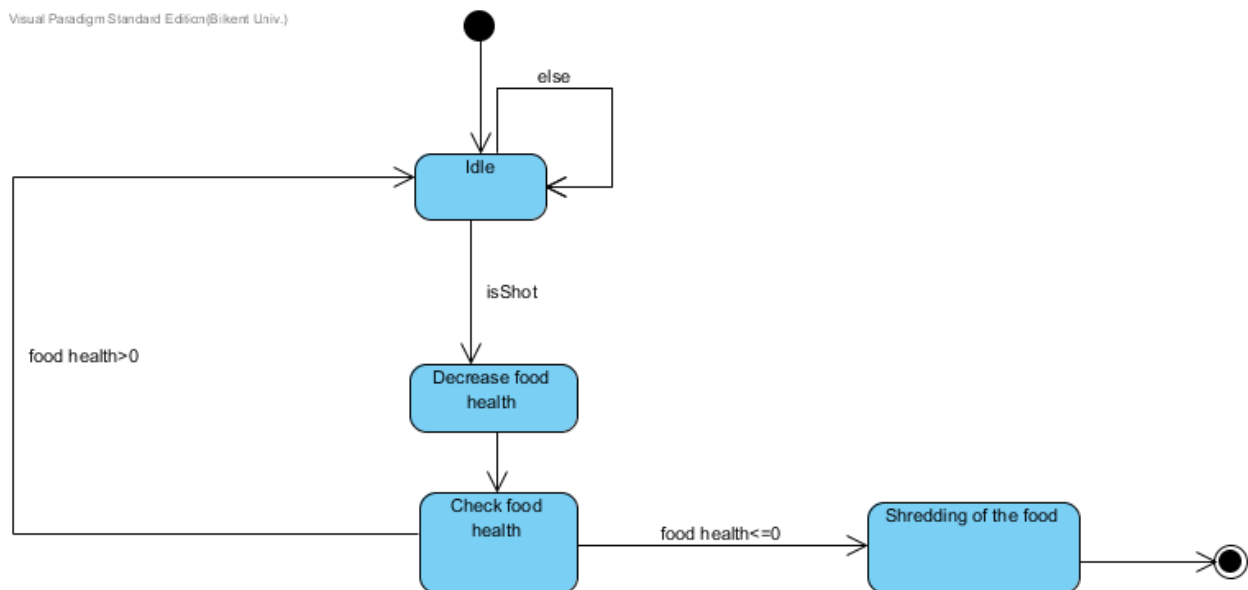 Visual Paradigm Standard Edition(Bilkent Univ.)
else
Idle
isShot
food health>0
Decrease food
health
Check food
health
food health<=0
Shredding of the food